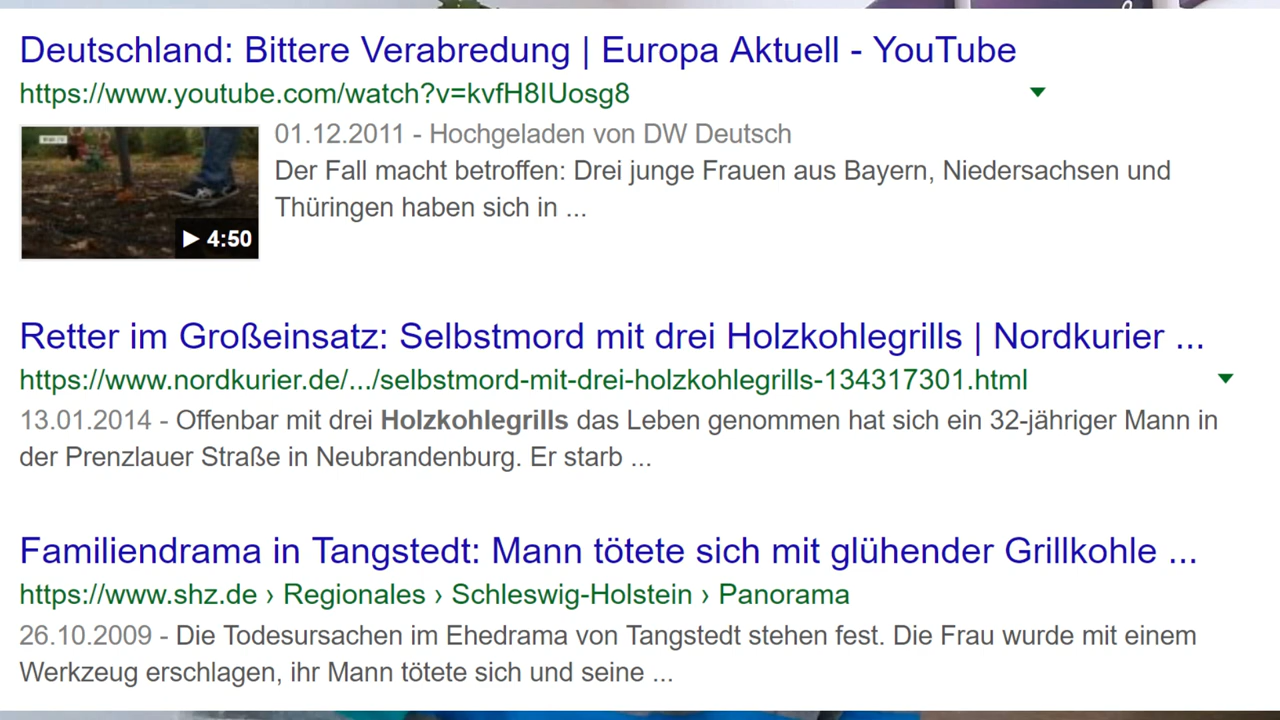 Deutschland: Bittere Verabredung | Europa Aktuell - YouTube
https://www.youtube.com/watch?v=kvfH8IUosg8
01.12.2011 - Hochgeladen von DW Deutsch
Der Fall macht betroffen: Drei junge Frauen aus Bayern, Niedersachsen und
Thüringen haben sich in ...
4:50
Retter im Großeinsatz: Selbstmord mit drei Holzkohlegrills | Nordkurier ...
https://www.nordkurier.de/.../selbstmord-mit-drei-holzkohlegrills-134317301.html
13.01.2014 - Offenbar mit drei Holzkohlegrills das Leben genommen hat sich ein 32-jähriger Mann in
der Prenzlauer Straße in Neubrandenburg. Er starb ...
Familiendrama in Tangstedt: Mann tötete sich mit glühender Grillkohle ...
https://www.shz.de › Regionales › Schleswig-Holstein › Panorama
26.10.2009 - Die Todesursachen im Ehedrama von Tangstedt stehen fest. Die Frau wurde mit einem
Werkzeug erschlagen, ihr Mann tötete sich und seine ...